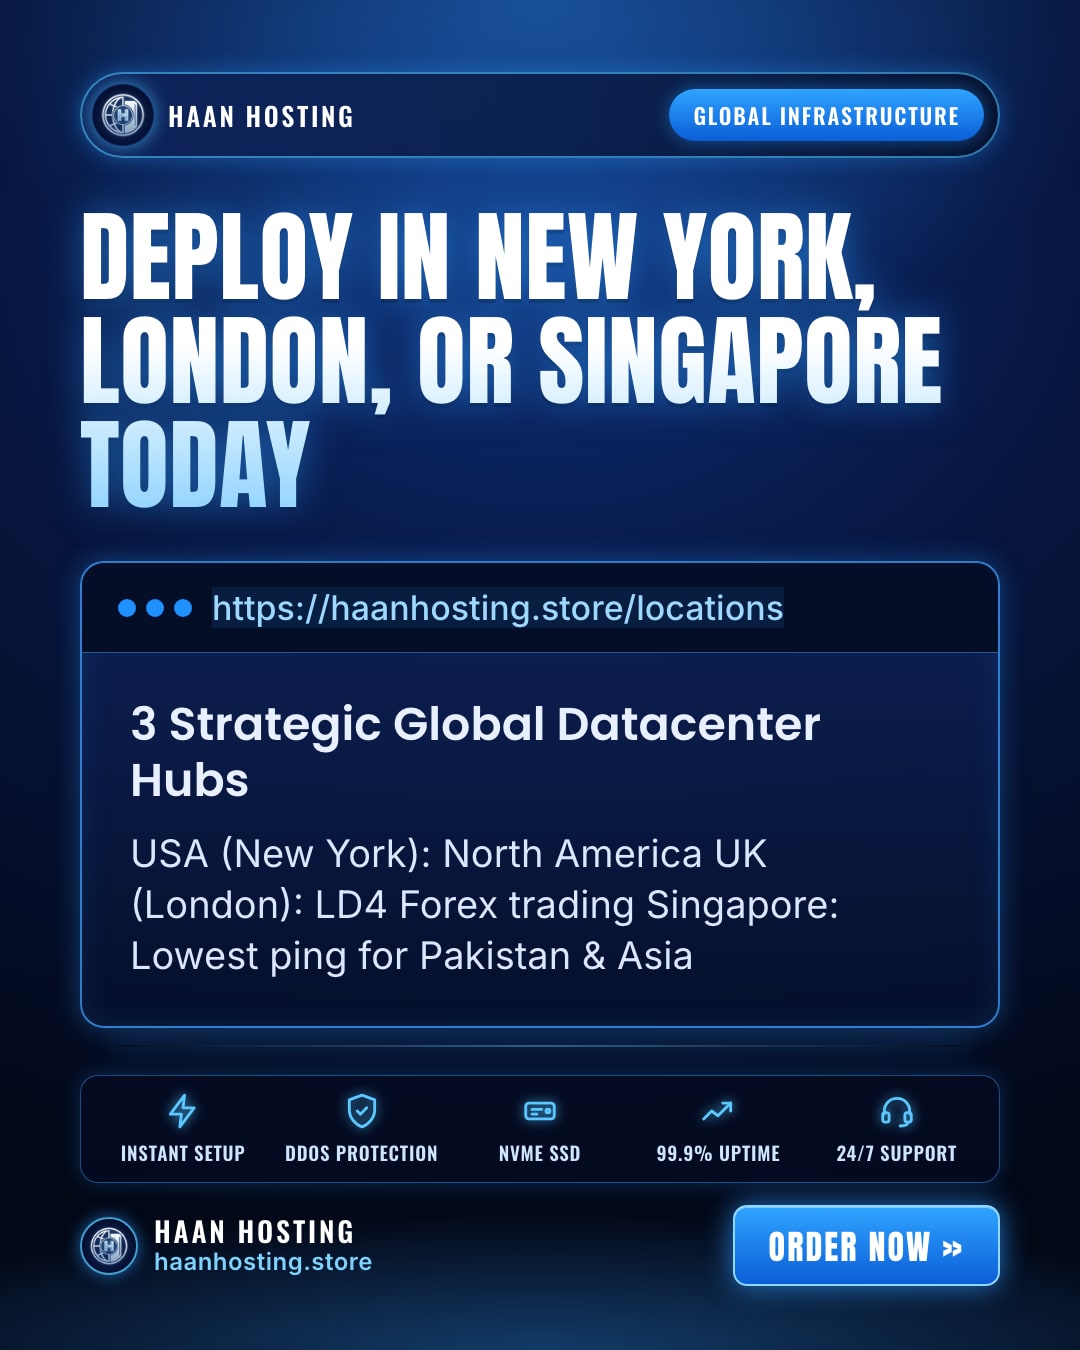 HAAN HOSTING
GLOBAL INFRASTRUCTURE
DEPLOY IN NEW YORK,
LONDON, OR SINGAPORE
TODAY
https://haanhosting.store/locations
3 Strategic Global Datacenter
Hubs
USA (New York): North America UK
(London): LD4 Forex trading Singapore:
Lowest ping for Pakistan & Asia
INSTANT SETUP
DDOS PROTECTION
NVME SSD
99.9% UPTIME
24/7 SUPPORT
HAAN HOSTING
haanhosting.store
ORDER NOW »